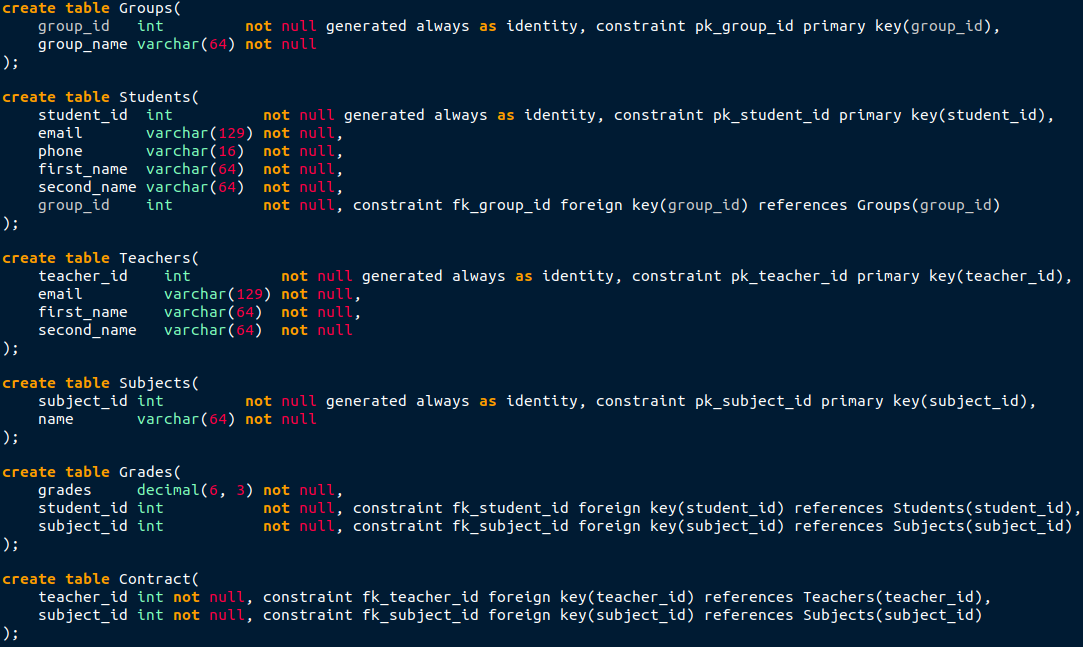 create table Groups(
    group_id   int         not null generated always as identity, constraint pk_group_id primary key(group_id),
    group_name varchar(64) not null
);

create table Students(
    student_id  int          not null generated always as identity, constraint pk_student_id primary key(student_id),
    email       varchar(129) not null,
    phone       varchar(16)  not null,
    first_name  varchar(64)  not null,
    second_name varchar(64)  not null,
    group_id    int          not null, constraint fk_group_id foreign key(group_id) references Groups(group_id)
);

create table Teachers(
    teacher_id    int          not null generated always as identity, constraint pk_teacher_id primary key(teacher_id),
    email         varchar(129) not null,
    first_name    varchar(64)  not null,
    second_name   varchar(64)  not null
);

create table Subjects(
    subject_id int         not null generated always as identity, constraint pk_subject_id primary key(subject_id),
    name       varchar(64) not null
);

create table Grades(
    grades     decimal(6, 3) not null,
    student_id int           not null, constraint fk_student_id foreign key(student_id) references Students(student_id),
    subject_id int           not null, constraint fk_subject_id foreign key(subject_id) references Subjects(subject_id)
);

create table Contract(
    teacher_id int not null, constraint fk_teacher_id foreign key(teacher_id) references Teachers(teacher_id),
    subject_id int not null, constraint fk_subject_id foreign key(subject_id) references Subjects(subject_id)
);